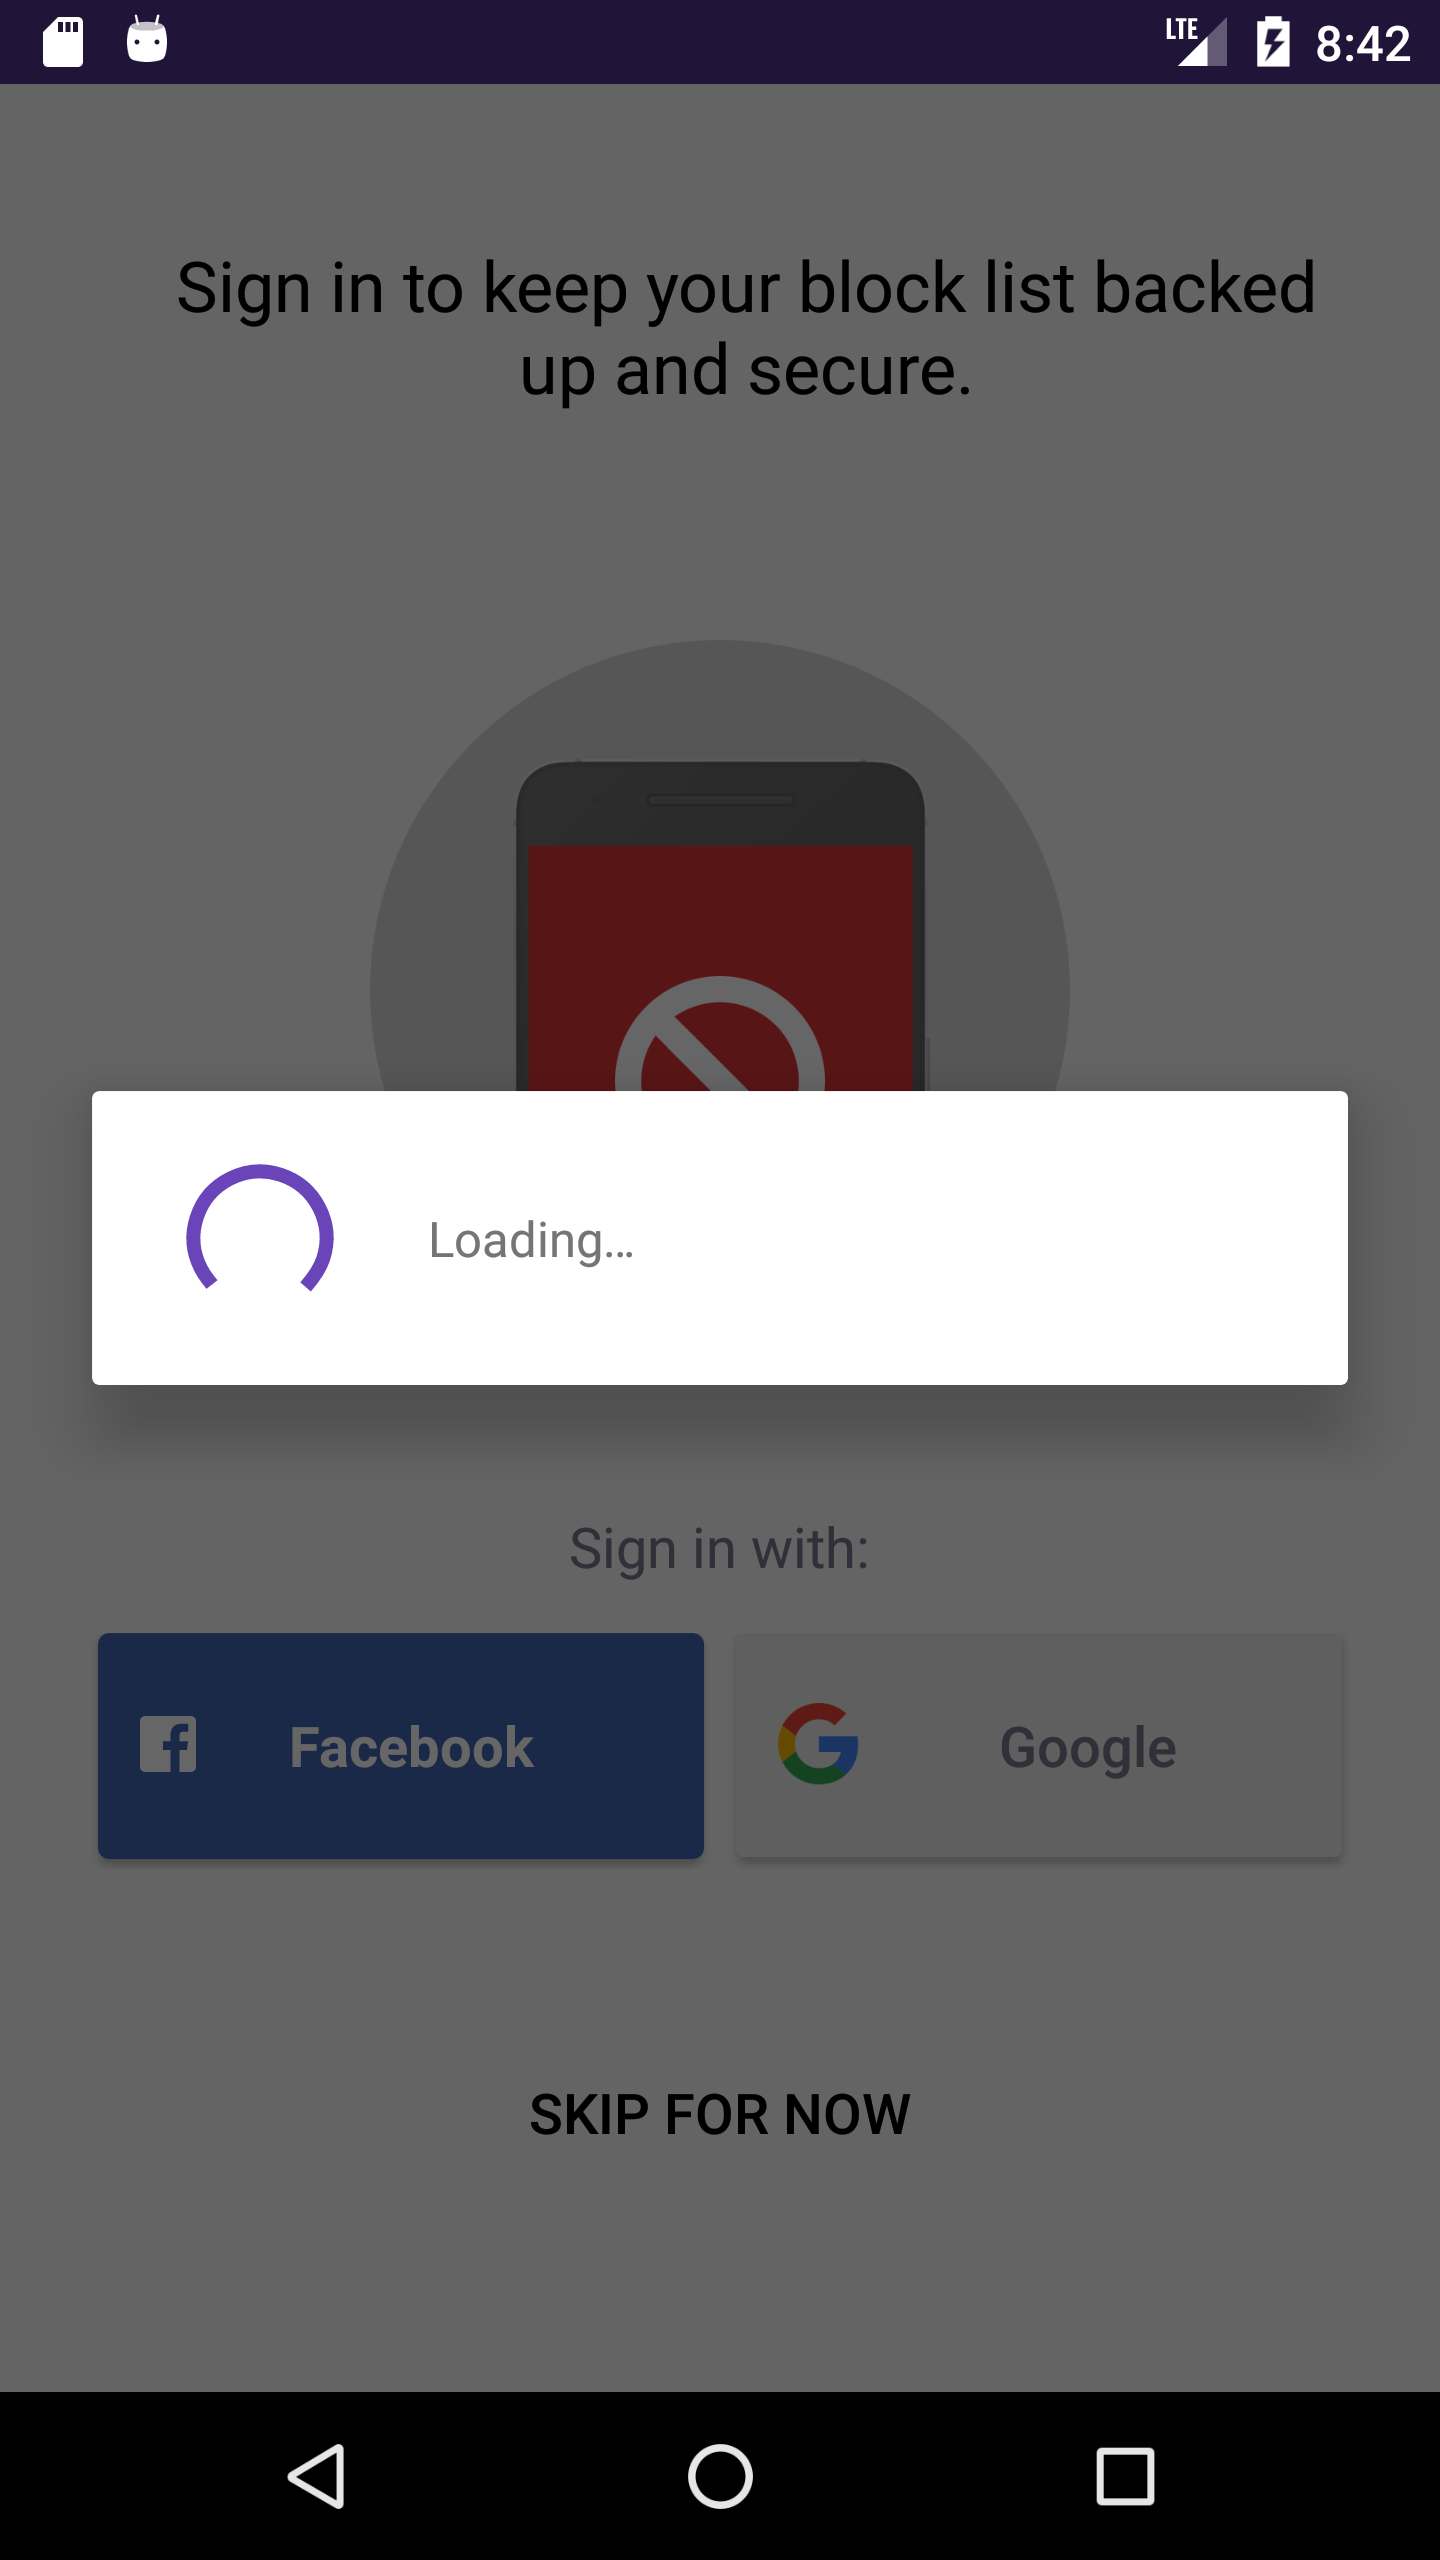 LTE 8:42
Sign in to keep your block list backed
up and secure.
Loading...
Sign in with:
Facebook
Google
SKIP FOR NOW